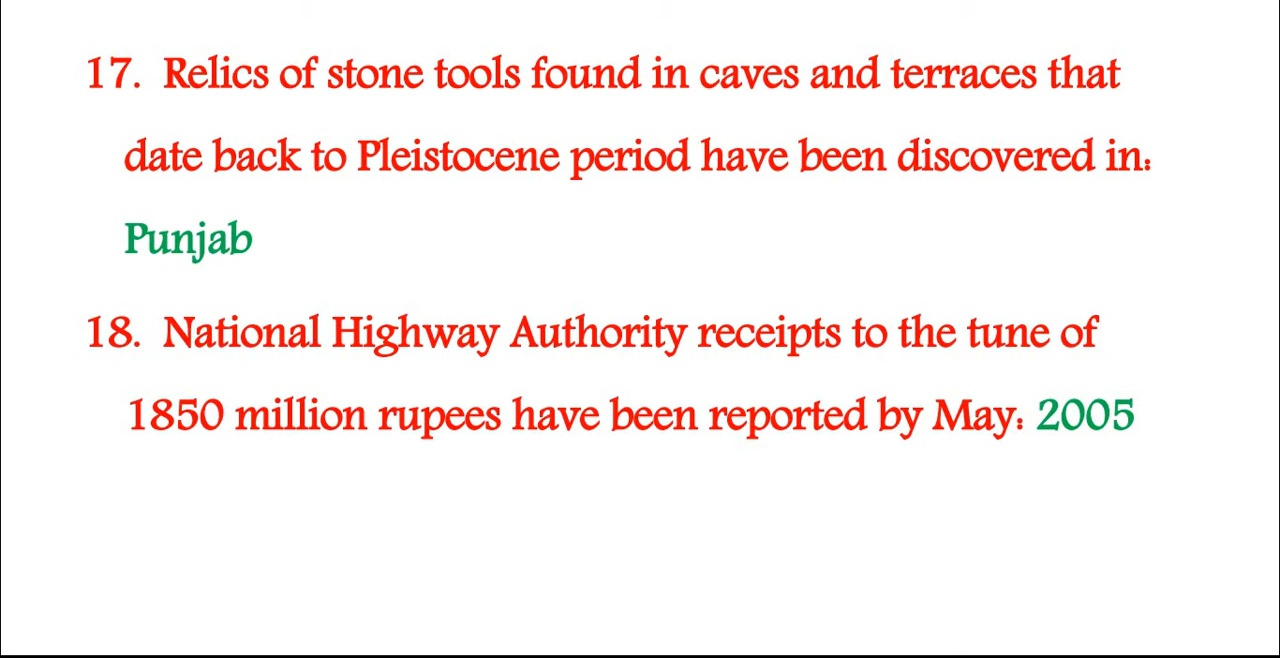 17. Relics of stone tools found in caves and terraces that
date back to Pleistocene period have been discovered in:
Punjab
18. National Highway Authority receipts to the tune of
1850 million rupees have been reported by May: 2005